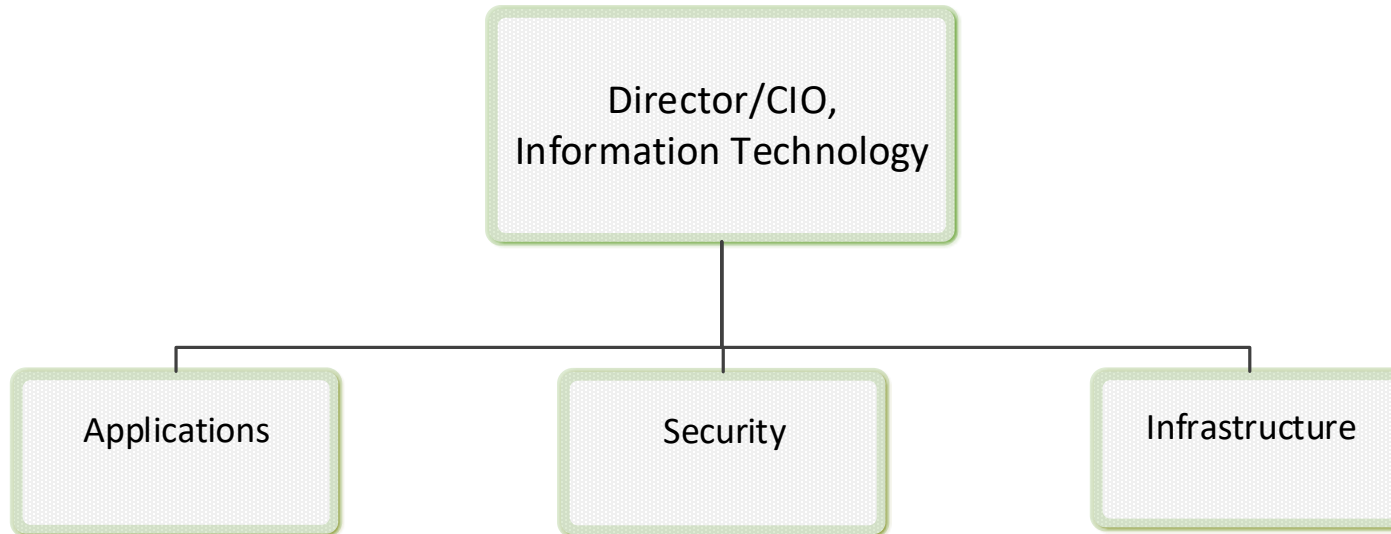 Director/CIO,
Information Technology
Applications
Security
Infrastructure